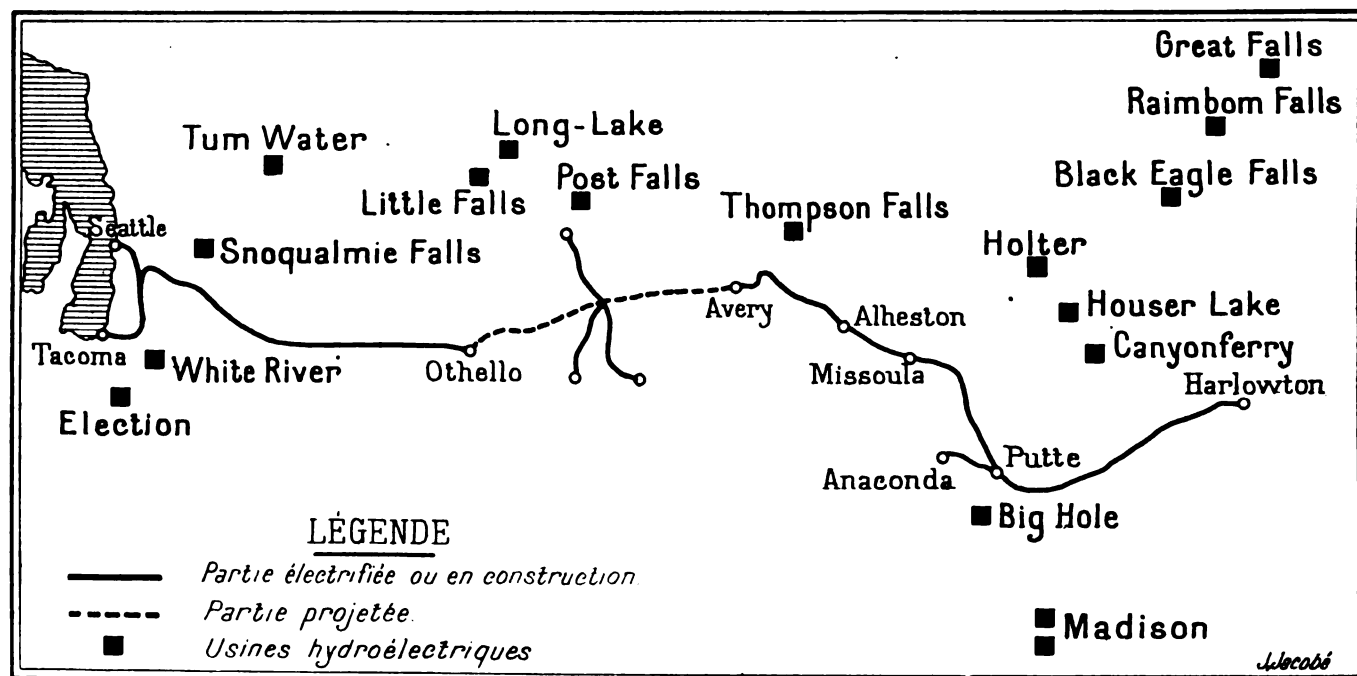 Great Falls
Raimbom Falls
Long-Lake
Tum Water
Post Falls
Black Eagle Falls
Little Falls
Thompson Falls
Seattle
Snoqualmie Falls
Holter
Avery
Houser Lake
Alheston
Canyonferry
Tacoma
White River
Othello
Missoula
Harlowton
Election
Putte
Anaconda
Big Hole
LÉGENDE
Partie électrifiée ou en construction.
Partie projetée.
Usines hydroélectriques
Madison
J.Jacobé